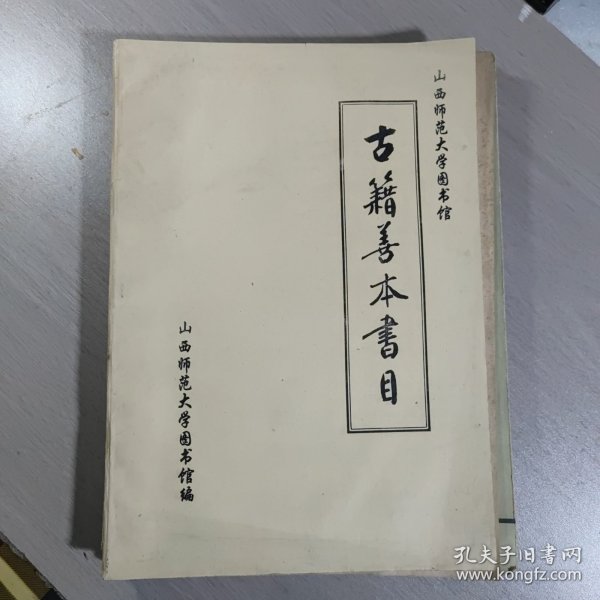 山西师范大学图书馆
古籍善本書目
山西师范大学图书馆编
孔夫子旧書网
www.kongfz.com